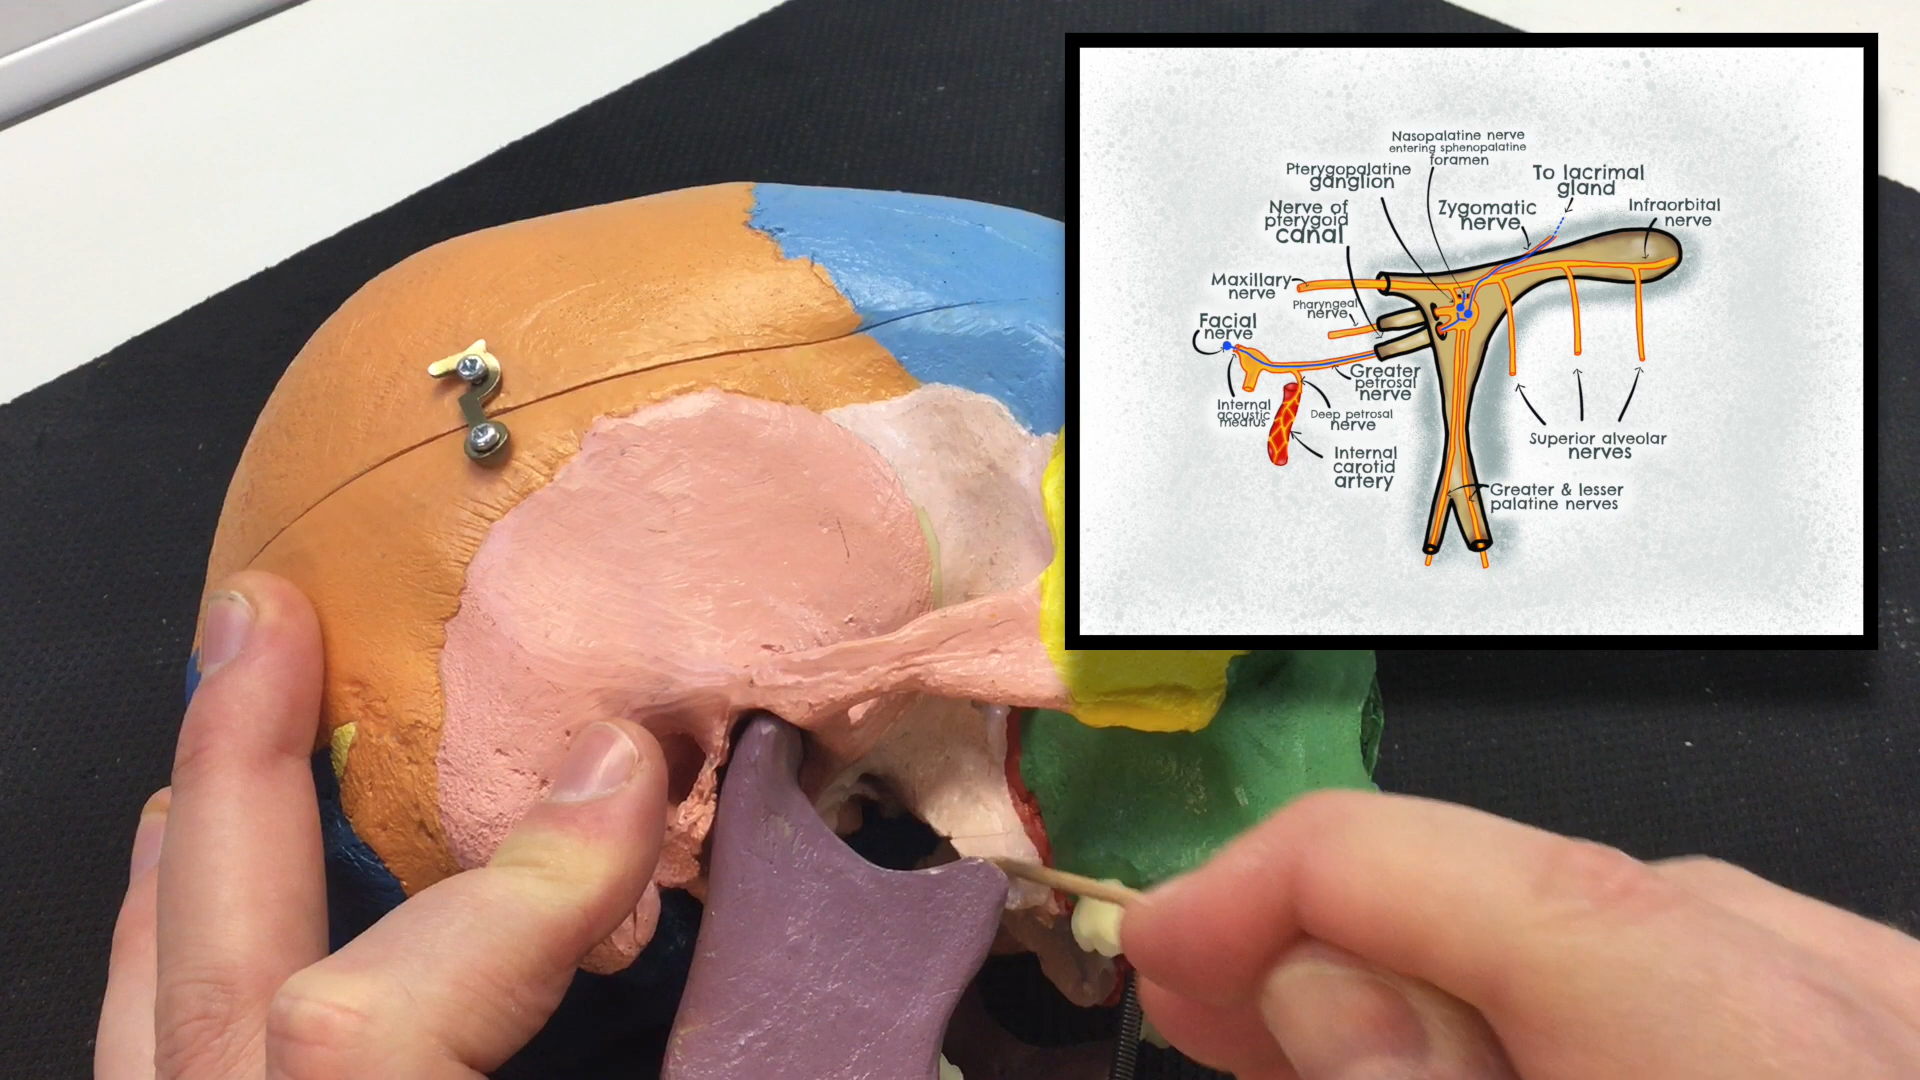 Nasopalatine nerve
entering sphenopalatine
foramen
Pterygopalatine
ganglion
To lacrimal
gland
Nerve of
pterygoid
canal
Zygomatic
nerve
Infraorbital
nerve
Maxillary
nerve
Pharyngeal
nerve
Facial
nerve
Greater
petrosal
nerve
Internal
acoustic
meatus
Deep petrosal
nerve
Internal
carotid
artery
Superior alveolar
nerves
Greater & lesser
palatine nerves